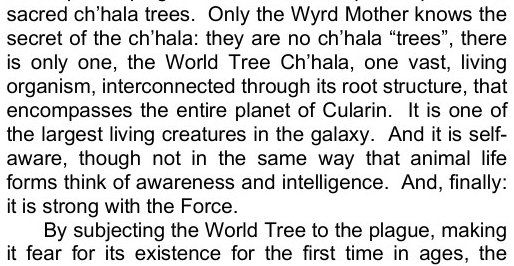 sacred ch'hala trees. Only the Wyrd Mother knows the
secret of the ch'hala: they are no ch'hala “trees”, there
is only one, the World Tree Ch'hala, one vast, living
organism, interconnected through its root structure, that
encompasses the entire planet of Cularin. It is one of
the largest living creatures in the galaxy. And it is self-
aware, though not in the same way that animal life
forms think of awareness and intelligence. And, finally:
it is strong with the Force.
By subjecting the World Tree to the plague, making
it fear for its existence for the first time in ages, the